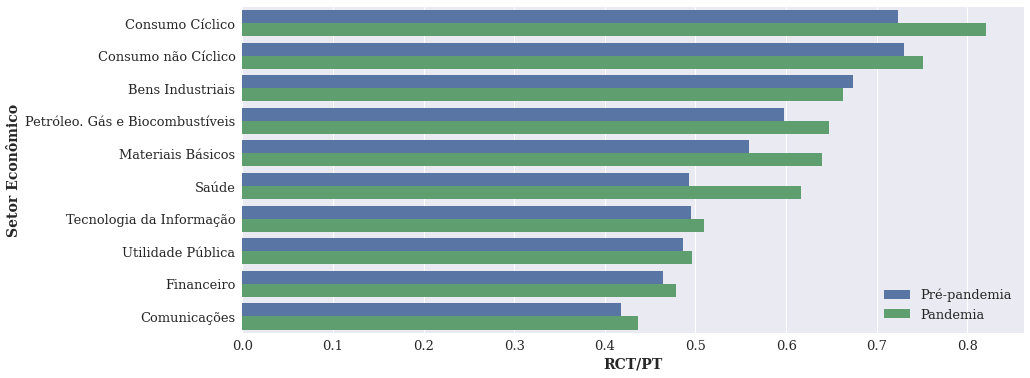 Setor Econômico
Consumo Cíclico
Consumo não Cíclico
Bens Industriais
Petróleo. Gás e Biocombustíveis
Materiais Básicos
Saúde
Tecnologia da Informação
Utilidade Pública
Financeiro
Comunicações
Pré-pandemia
Pandemia
0.0 0.1 0.2 0.3 0.4 0.5 0.6 0.7 0.8
RCT/PT